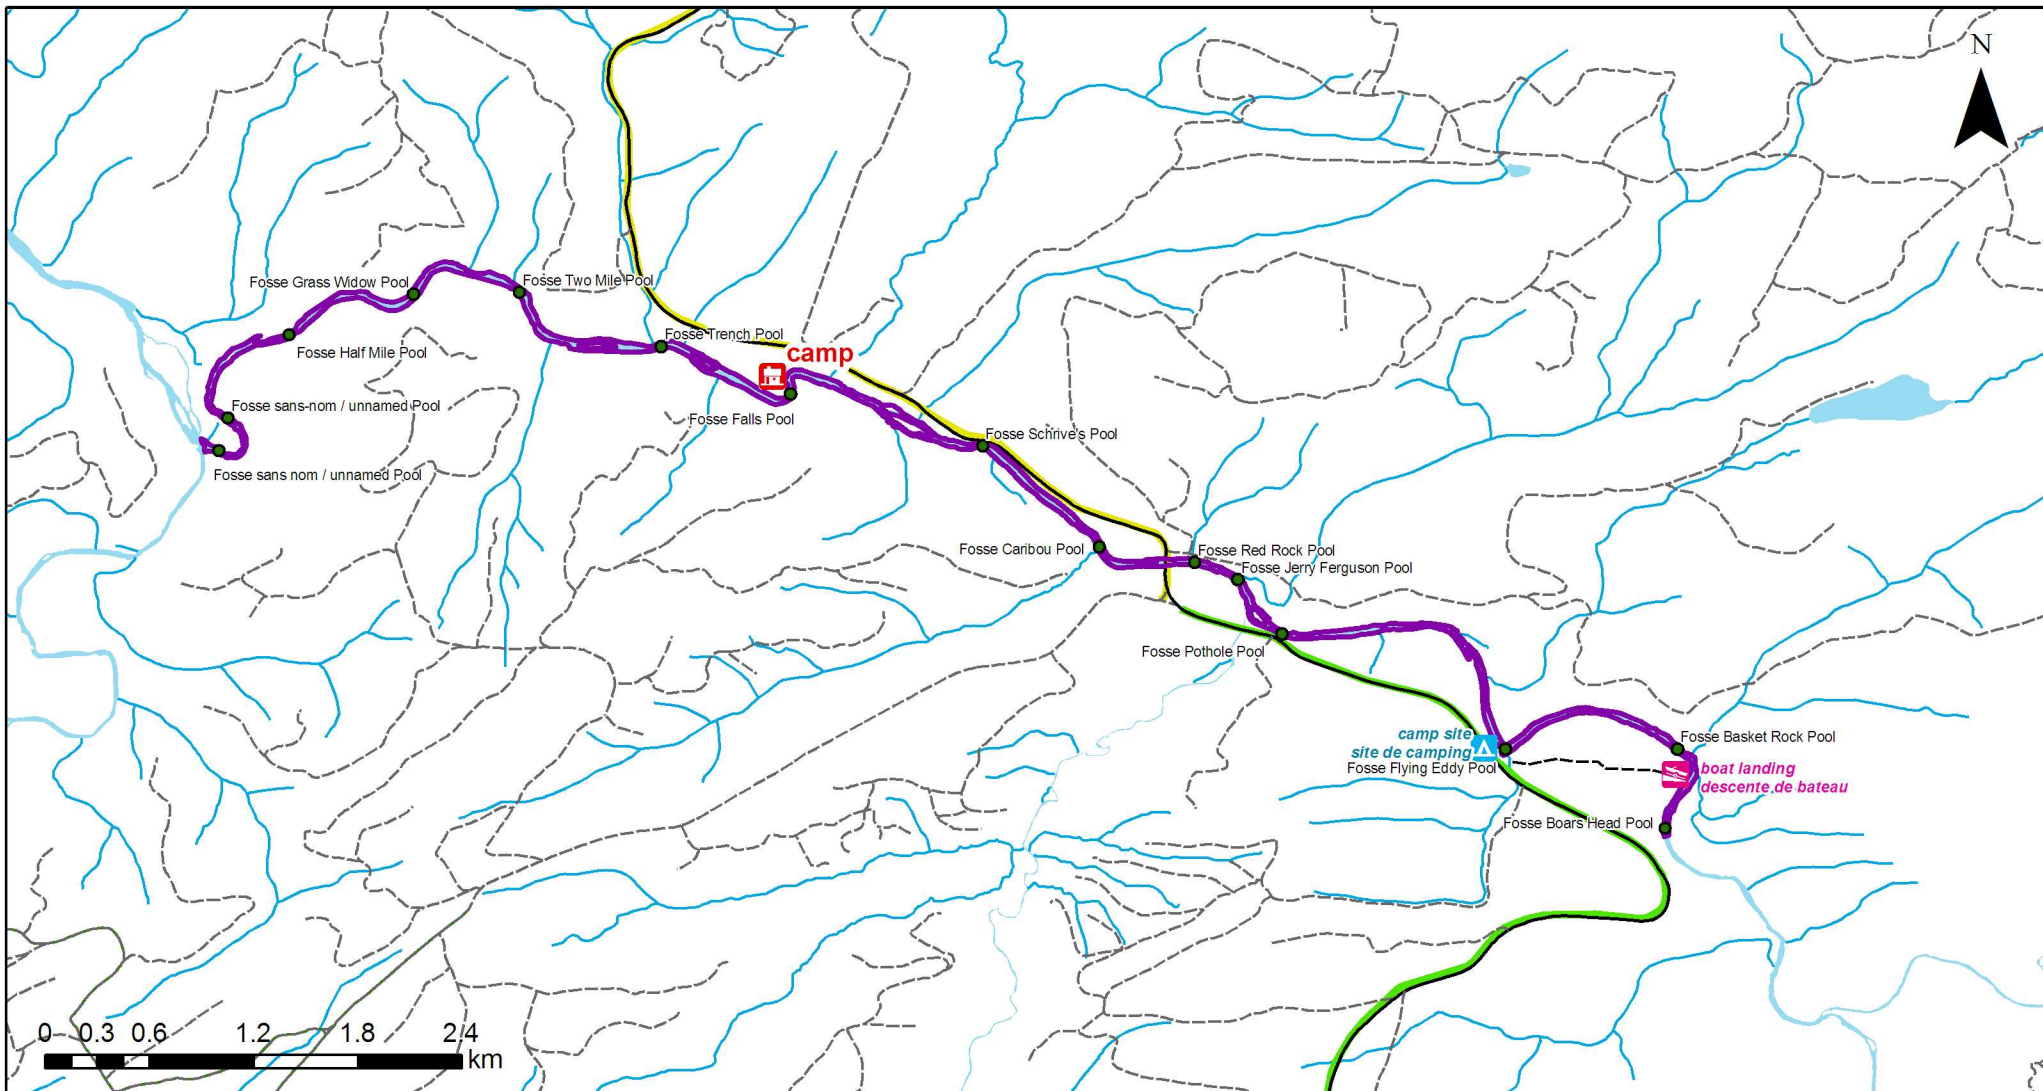 N
Fosse Grass Widow Pool
Fosse Two Mile Pool
Fosse Trench Pool
Fosse Half Mile Pool
camp
Fosse sans-nom / unnamed Pool
Fosse Falls Pool
Fosse Schrive's Pool
Fosse sans nom / unnamed Pool
Fosse Caribou Pool
Fosse Red Rock Pool
Fosse Jerry Ferguson Pool
Fosse Pothole Pool
camp site
site de camping
Fosse Flying Eddy Pool
Fosse Basket Rock Pool
boat landing
descente de bateau
Fosse Boars Head Pool
0 0.3 0.6 1.2 1.8 2.4
km